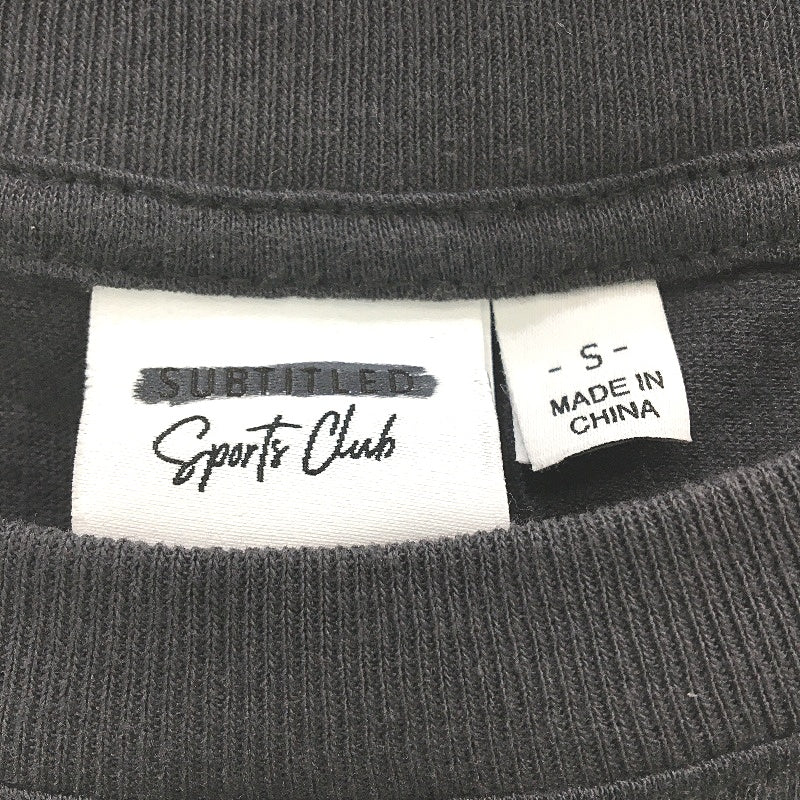 SUBTITLED
Sports Club
- S -
MADE IN
CHINA